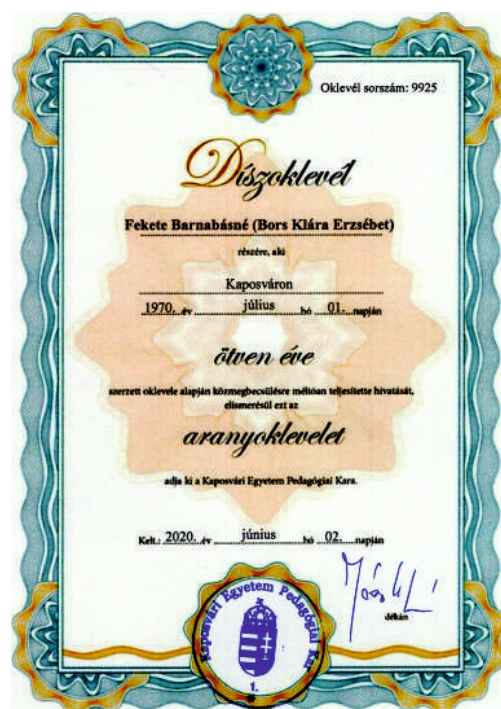 Oklevél sorszám: 9925
Díszoklevél
Fekete Barnabásné (Bors Klára Erzsébet)
részére, aki
Kaposváron
1970. év július hó 01. napján
ötven éve
szerzett oklevele alapján közmegbecsülésre méltóan teljesítette hivatását,
elismerésül ezt az
aranyoklevelet
adja ki a Kaposvári Egyetem Pedagógiai Kara.
Kelt.: 2020. év június hó 02. napján
dékán
Kaposvári Egyetem Pedagógiai Kar
1.